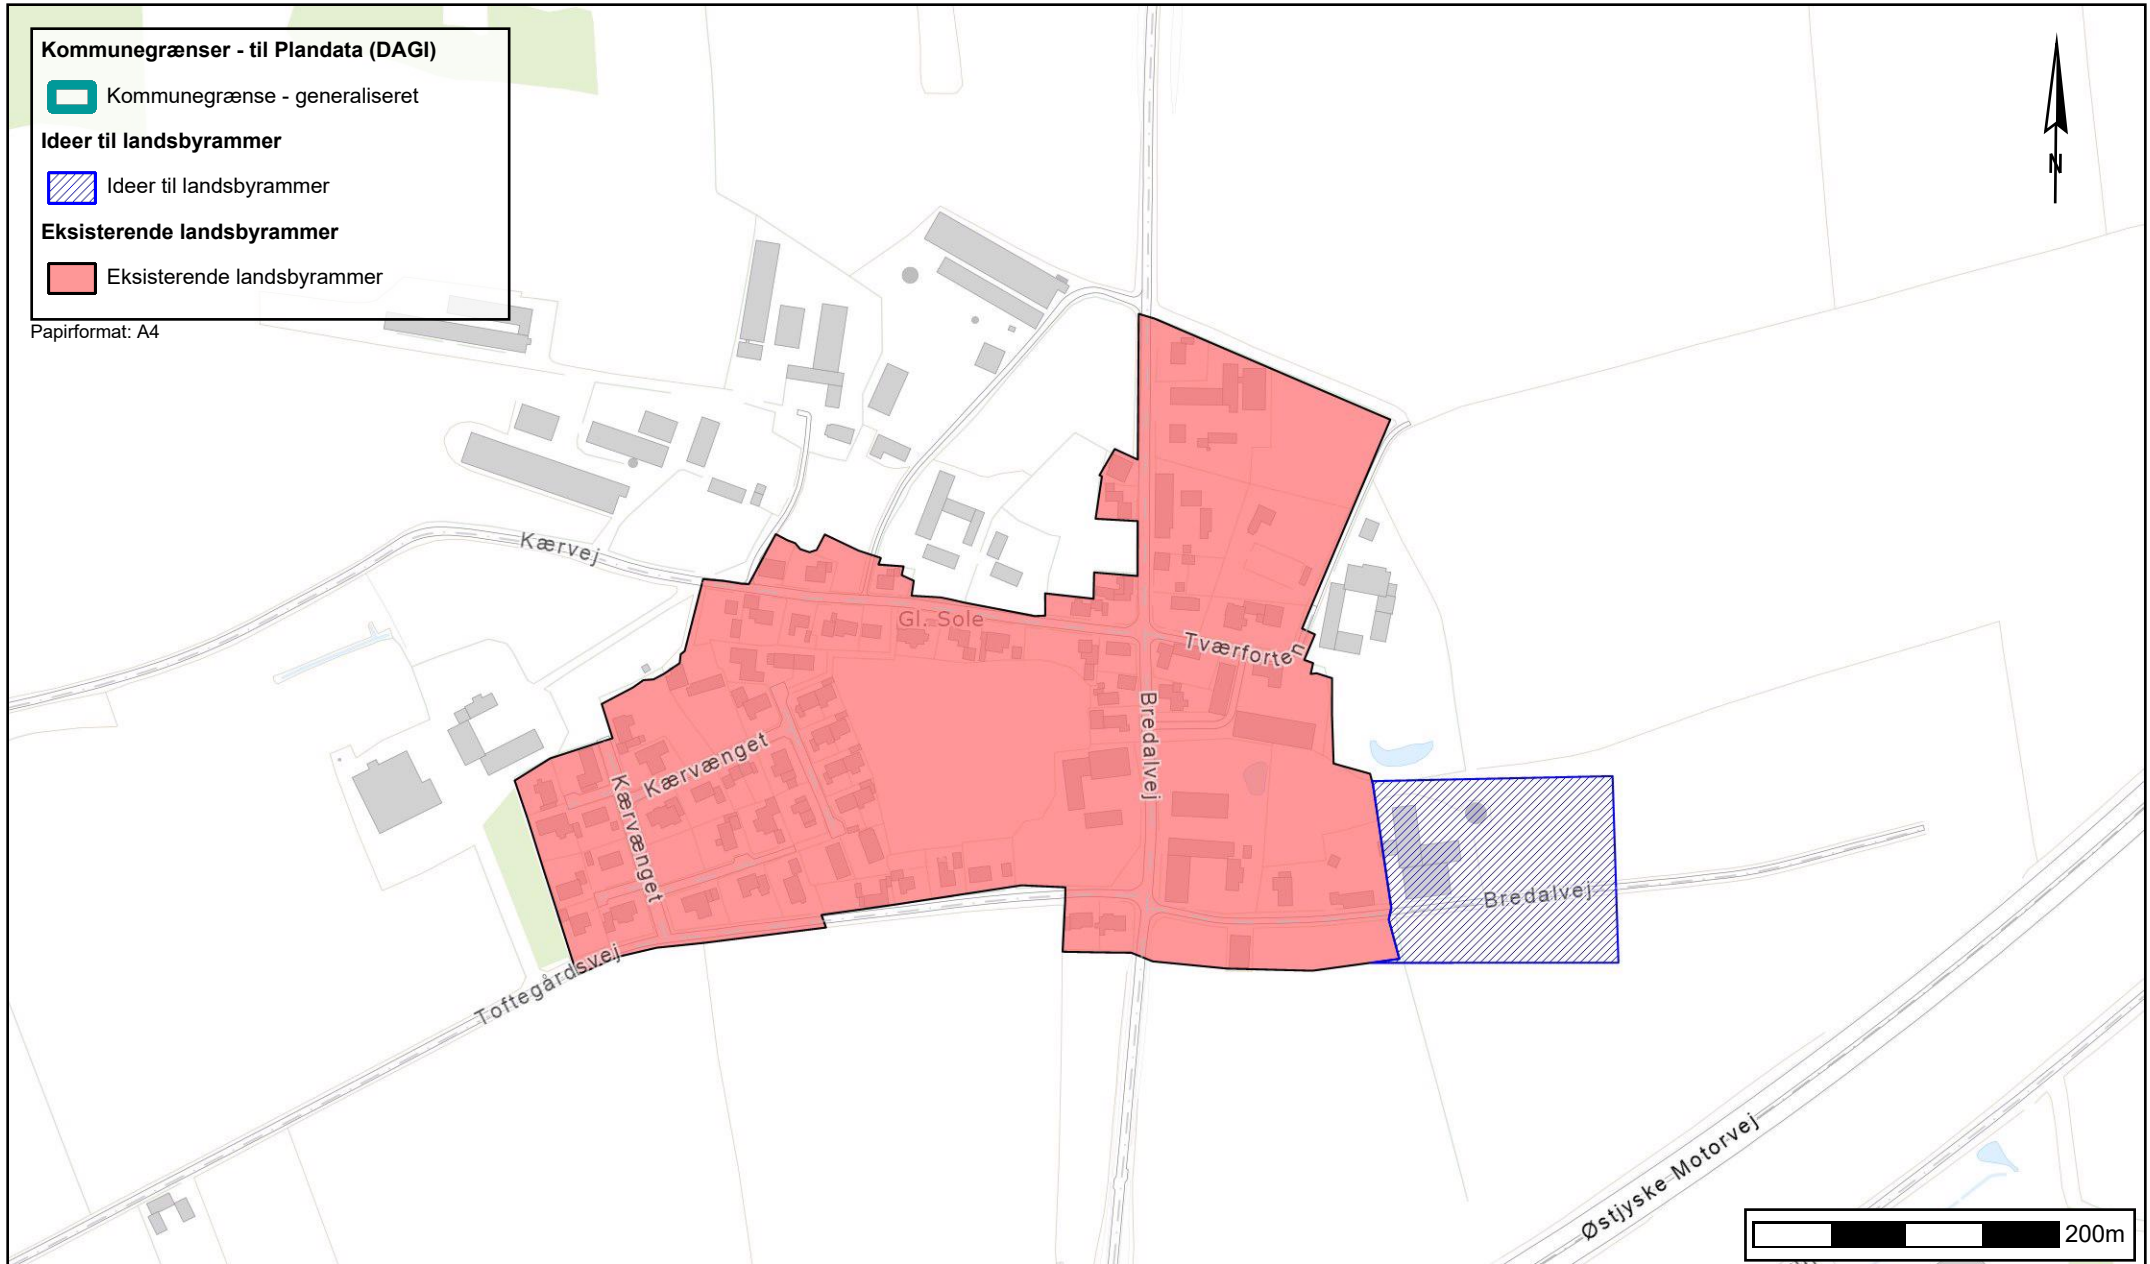 Kommunegrænser - til Plandata (DAGI)
Kommunegrænse - generaliseret
Ideer til landsbyrammer
Ideer til landsbyrammer
Eksisterende landsbyrammer
Eksisterende landsbyrammer
Papirformat: A4
N
Kærvej
Gl. Sole
Tværforten
Bredalvej
Kærvænget
Kærvænget
Bredalvej
Toftegårdsvej
Østjyske Motorvej
200m